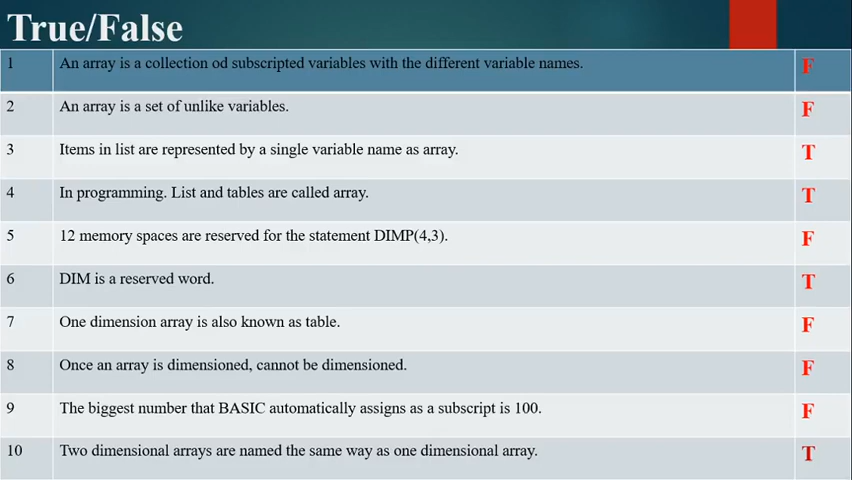 True/False
1 An array is a collection od subscripted variables with the different variable names. F
2 An array is a set of unlike variables. F
3 Items in list are represented by a single variable name as array. T
4 In programming. List and tables are called array. T
5 12 memory spaces are reserved for the statement DIMP(4,3). F
6 DIM is a reserved word. T
7 One dimension array is also known as table. F
8 Once an array is dimensioned, cannot be dimensioned. F
9 The biggest number that BASIC automatically assigns as a subscript is 100. F
10 Two dimensional arrays are named the same way as one dimensional array. T